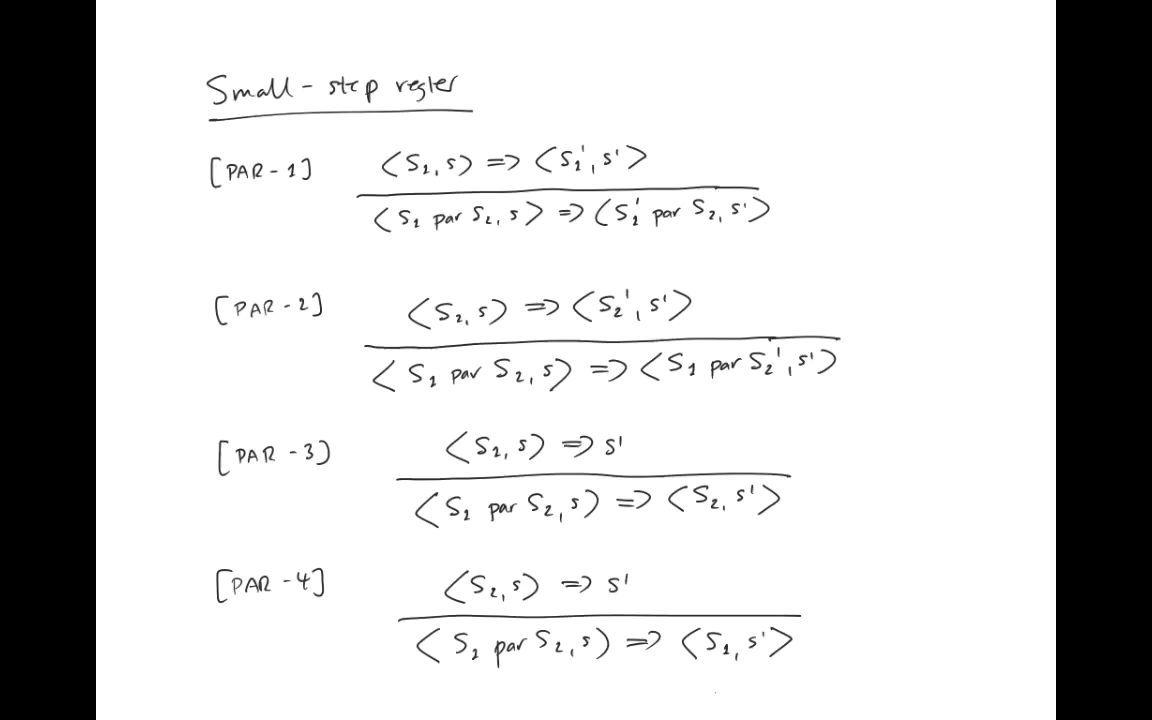 Small-step regler
[PAR-1] ⟨S₁, s⟩ => ⟨S₁', s'⟩
⟨S₁ par S₂, s⟩ => ⟨S₁' par S₂, s'⟩
[PAR-2] ⟨S₂, s⟩ => ⟨S₂', s'⟩
⟨S₁ par S₂, s⟩ => ⟨S₁ par S₂', s'⟩
[PAR-3] ⟨S₁, s⟩ => s'
⟨S₁ par S₂, s⟩ => ⟨S₂, s'⟩
[PAR-4] ⟨S₂, s⟩ => s'
⟨S₁ par S₂, s⟩ => ⟨S₁, s'⟩